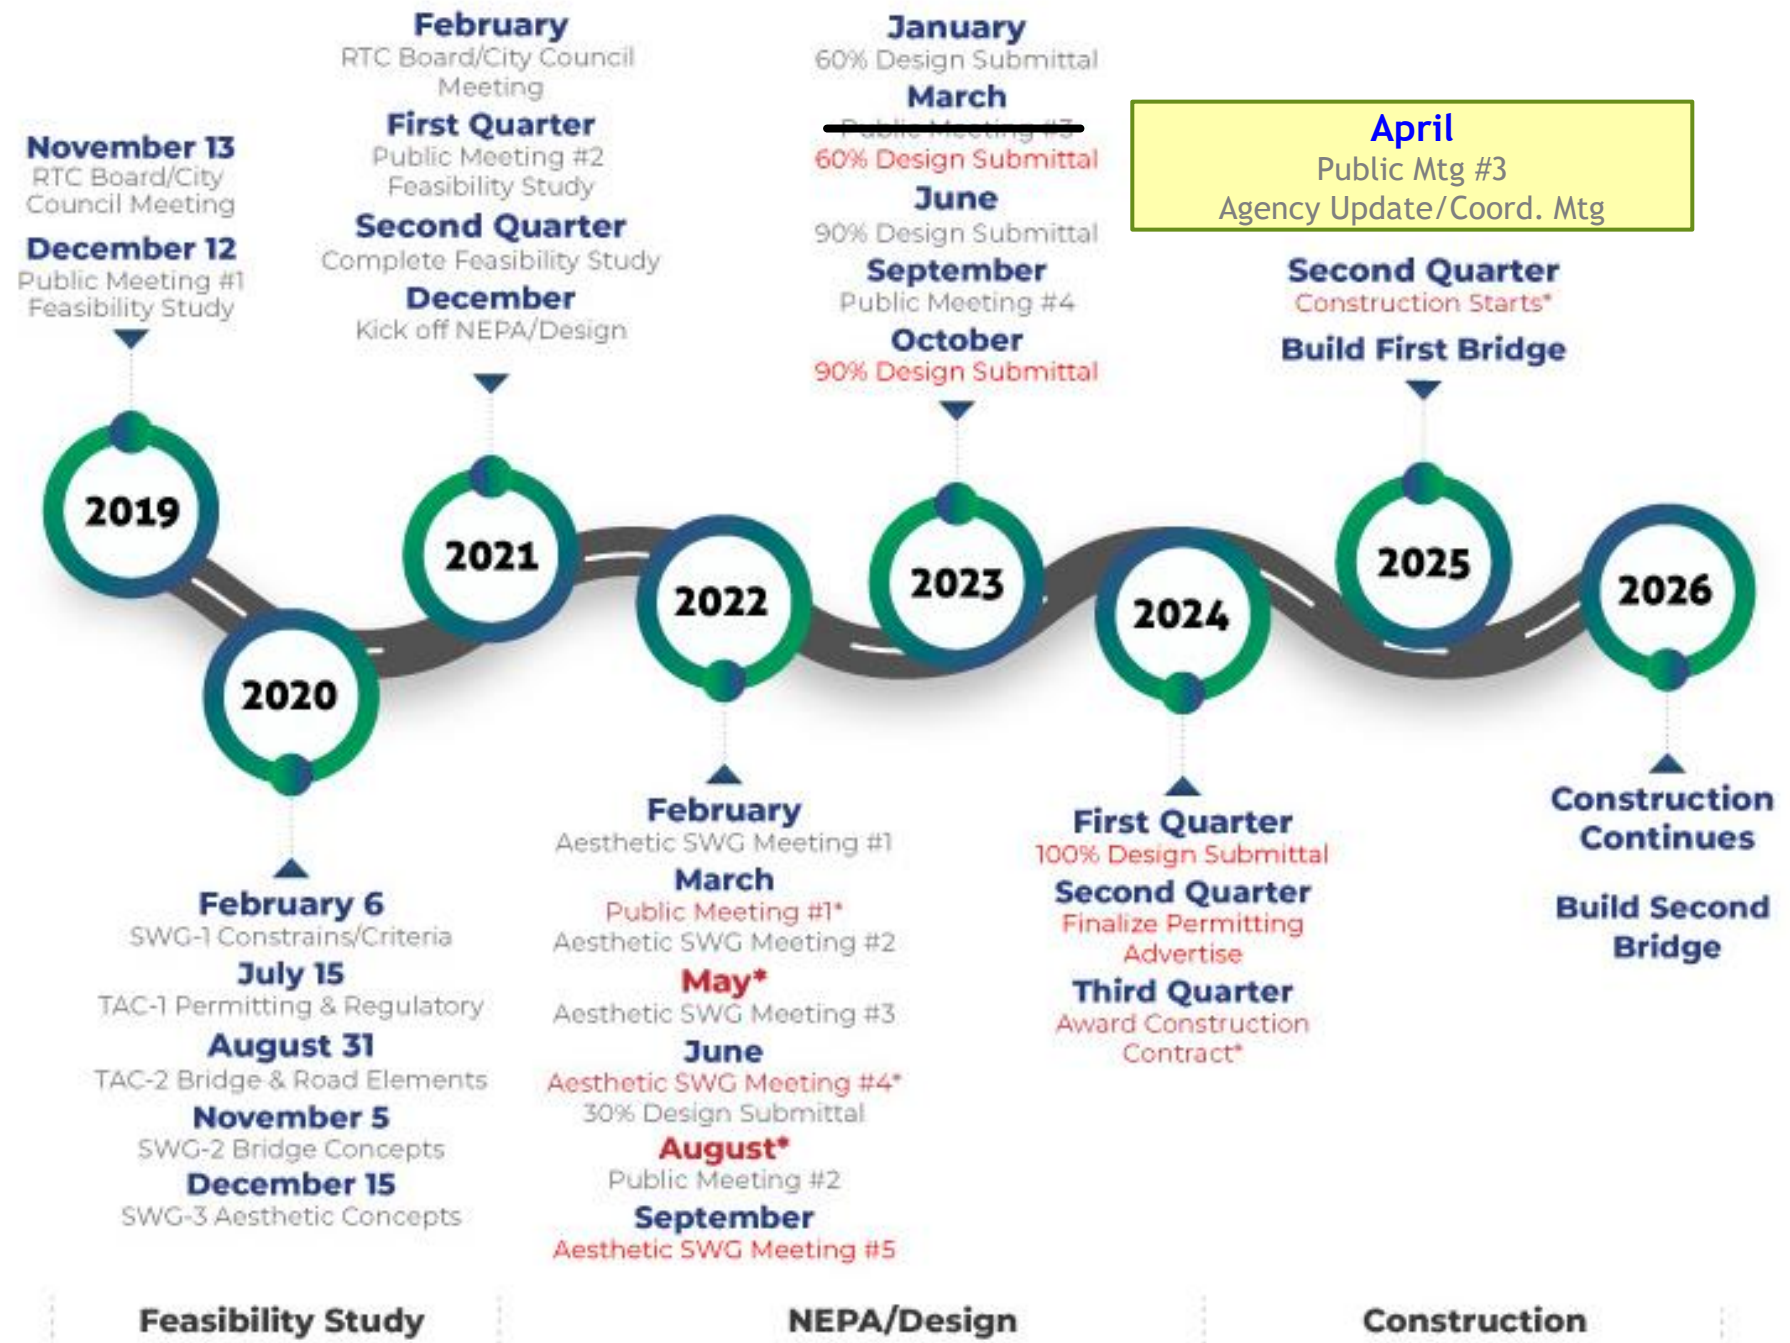 November 13
RTC Board/City
Council Meeting
December 12
Public Meeting #1
Feasibility Study
2019
2020
February 6
SWG-1 Constrains/Criteria
July 15
TAC-1 Permitting & Regulatory
August 31
TAC-2 Bridge & Road Elements
November 5
SWG-2 Bridge Concepts
December 15
SWG-3 Aesthetic Concepts
February
RTC Board/City Council
Meeting
First Quarter
Public Meeting #2
Feasibility Study
Second Quarter
Complete Feasibility Study
December
Kick off NEPA/Design
2021
2022
February
Aesthetic SWG Meeting #1
March
Public Meeting #1*
Aesthetic SWG Meeting #2
May*
Aesthetic SWG Meeting #3
June
Aesthetic SWG Meeting #4*
30% Design Submittal
August*
Public Meeting #2
September
Aesthetic SWG Meeting #5
January
60% Design Submittal
March
Public Meeting #3
60% Design Submittal
June
90% Design Submittal
September
Public Meeting #4
October
90% Design Submittal
2023
April
Public Mtg #3
Agency Update/Coord. Mtg
2024
First Quarter
100% Design Submittal
Second Quarter
Finalize Permitting
Advertise
Third Quarter
Award Construction
Contract*
Second Quarter
Construction Starts*
Build First Bridge
2025
2026
Construction
Continues
Build Second
Bridge
Feasibility Study
NEPA/Design
Construction